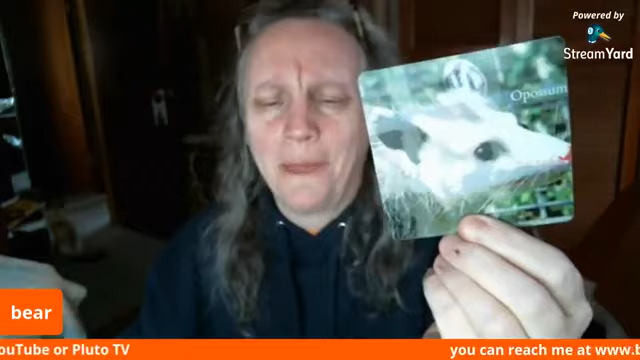 Powered by
StreamYard
Opossum
bear
ouTube or Pluto TV
you can reach me at www.b